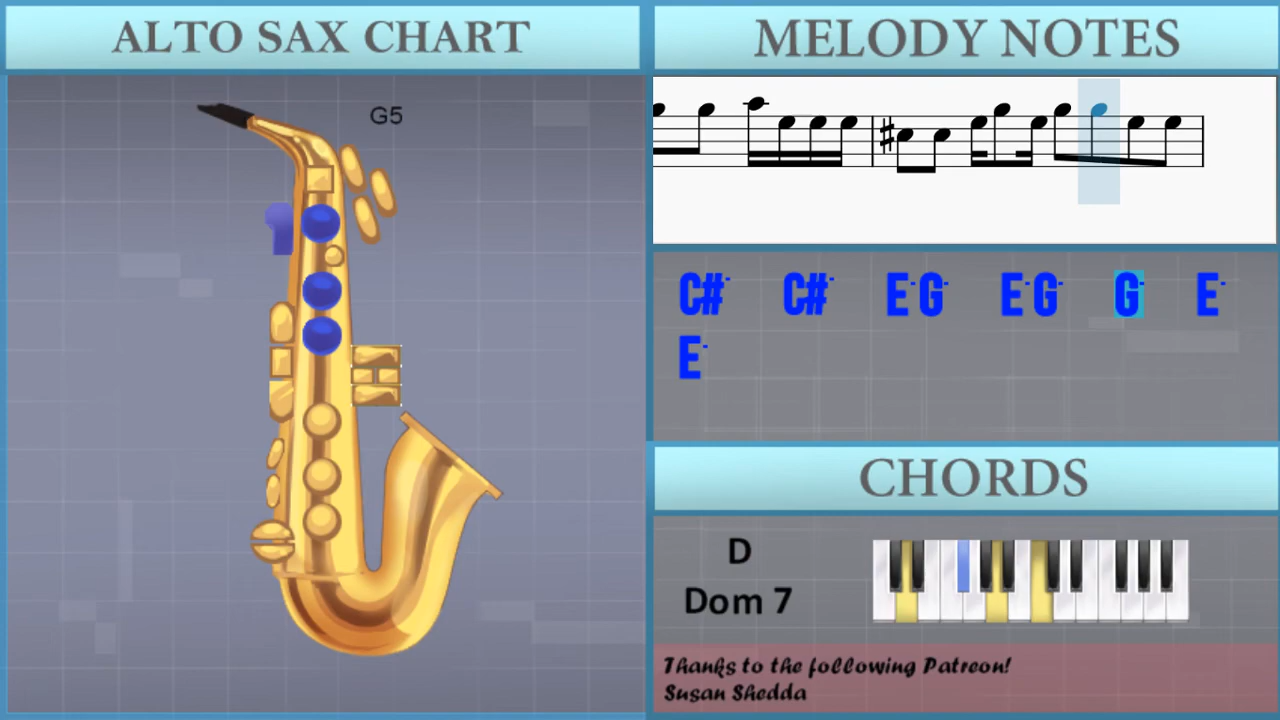 ALTO SAX CHART
G5
MELODY NOTES
C#- C#- E-G- E-G- G- E-
E-
CHORDS
D
Dom 7
Thanks to the following Patreon!
Susan Shedda